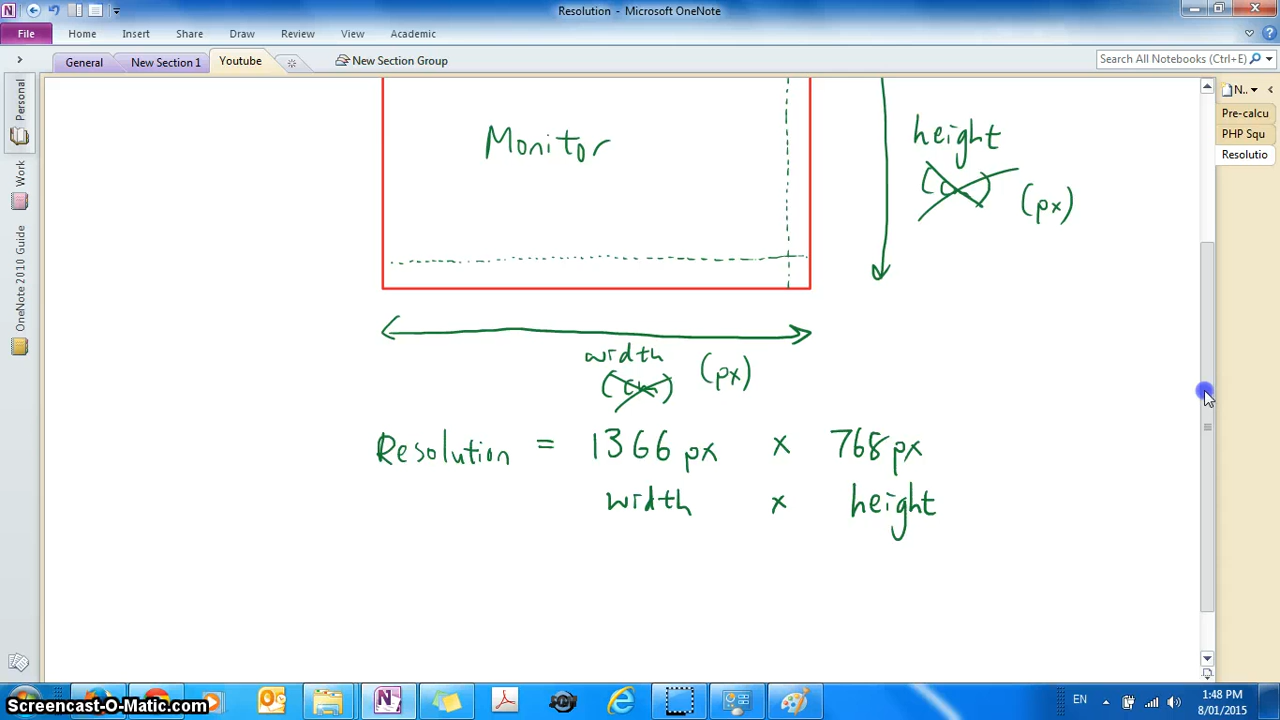 Resolution - Microsoft OneNote
File Home Insert Share Draw Review View Academic
General New Section 1 Youtube New Section Group
Search All Notebooks (Ctrl+E)
Personal
Work
OneNote 2010 Guide
N..
Pre-calcu
PHP Squ
Resolutio
Monitor
height
(cm) (px)
width
(cm) (px)
Resolution = 1366 px x 768 px
width x height
Screencast-O-Matic.com
EN
1:48 PM
8/01/2015